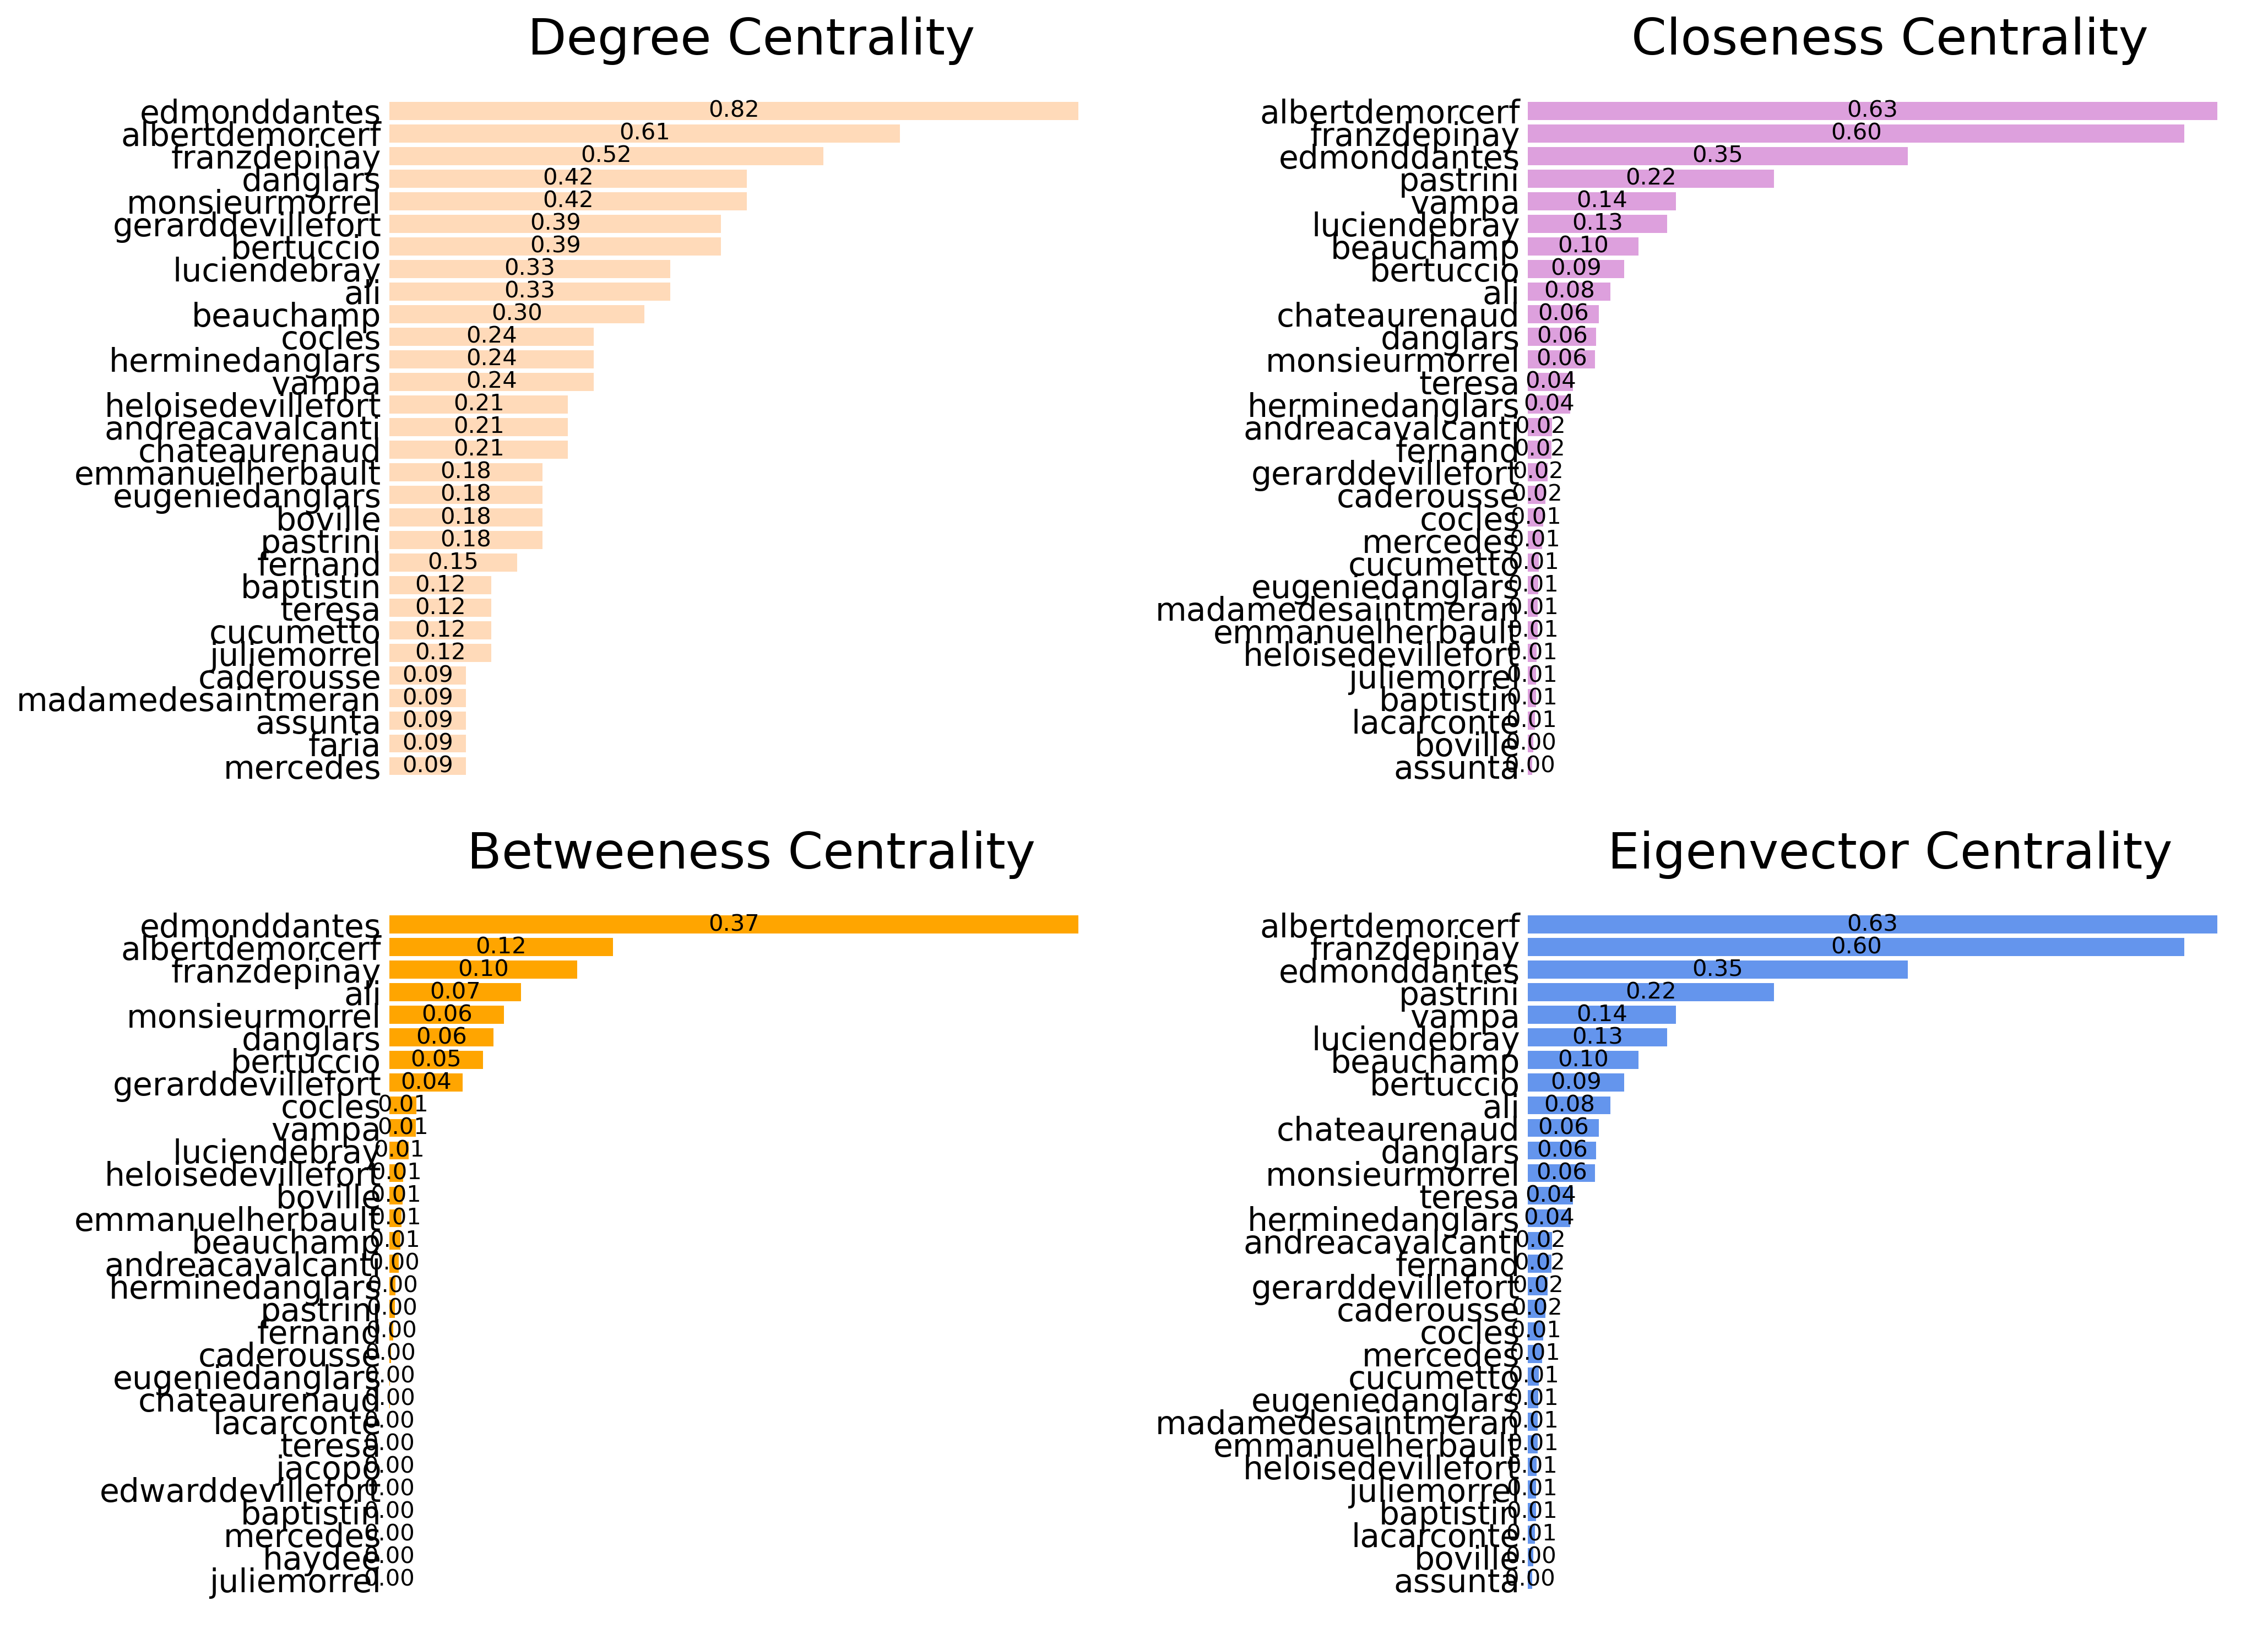 Degree Centrality
edmonddantes 0.82
albertdemorcerf 0.61
franzdepinay 0.52
danglars 0.42
monsieurmorrel 0.42
gerarddevillefort 0.39
bertuccio 0.39
luciendebray 0.33
ali 0.33
beauchamp 0.30
cocles 0.24
herminedanglars 0.24
vampa 0.24
heloisedevillefort 0.21
andreacavalcanti 0.21
chateaurenaud 0.21
emmanuelherbault 0.18
eugeniedanglars 0.18
boville 0.18
pastrini 0.18
fernand 0.15
baptistin 0.12
teresa 0.12
cucumetto 0.12
juliemorrel 0.12
caderousse 0.09
madamedesaintmeran 0.09
assunta 0.09
faria 0.09
mercedes 0.09
Closeness Centrality
albertdemorcerf 0.63
franzdepinay 0.60
edmonddantes 0.35
pastrini 0.22
vampa 0.14
luciendebray 0.13
beauchamp 0.10
bertuccio 0.09
ali 0.08
chateaurenaud 0.06
danglars 0.06
monsieurmorrel 0.06
teresa 0.04
herminedanglars 0.04
andreacavalcanti 0.02
fernand 0.02
gerarddevillefort 0.02
caderousse 0.02
cocles 0.01
mercedes 0.01
cucumetto 0.01
eugeniedanglars 0.01
madamedesaintmeran 0.01
emmanuelherbault 0.01
heloisedevillefort 0.01
juliemorrel 0.01
baptistin 0.01
lacarconte 0.01
boville 0.00
assunta 0.00
Betweeness Centrality
edmonddantes 0.37
albertdemorcerf 0.12
franzdepinay 0.10
ali 0.07
monsieurmorrel 0.06
danglars 0.06
bertuccio 0.05
gerarddevillefort 0.04
cocles 0.01
vampa 0.01
luciendebray 0.01
heloisedevillefort 0.01
boville 0.01
emmanuelherbault 0.01
beauchamp 0.01
andreacavalcanti 0.00
herminedanglars 0.00
pastrini 0.00
fernand 0.00
caderousse 0.00
eugeniedanglars 0.00
chateaurenaud 0.00
lacarconte 0.00
teresa 0.00
jacopo 0.00
edwarddevillefort 0.00
baptistin 0.00
mercedes 0.00
haydee 0.00
juliemorrel 0.00
Eigenvector Centrality
albertdemorcerf 0.63
franzdepinay 0.60
edmonddantes 0.35
pastrini 0.22
vampa 0.14
luciendebray 0.13
beauchamp 0.10
bertuccio 0.09
ali 0.08
chateaurenaud 0.06
danglars 0.06
monsieurmorrel 0.06
teresa 0.04
herminedanglars 0.04
andreacavalcanti 0.02
fernand 0.02
gerarddevillefort 0.02
caderousse 0.02
cocles 0.01
mercedes 0.01
cucumetto 0.01
eugeniedanglars 0.01
madamedesaintmeran 0.01
emmanuelherbault 0.01
heloisedevillefort 0.01
juliemorrel 0.01
baptistin 0.01
lacarconte 0.01
boville 0.00
assunta 0.00